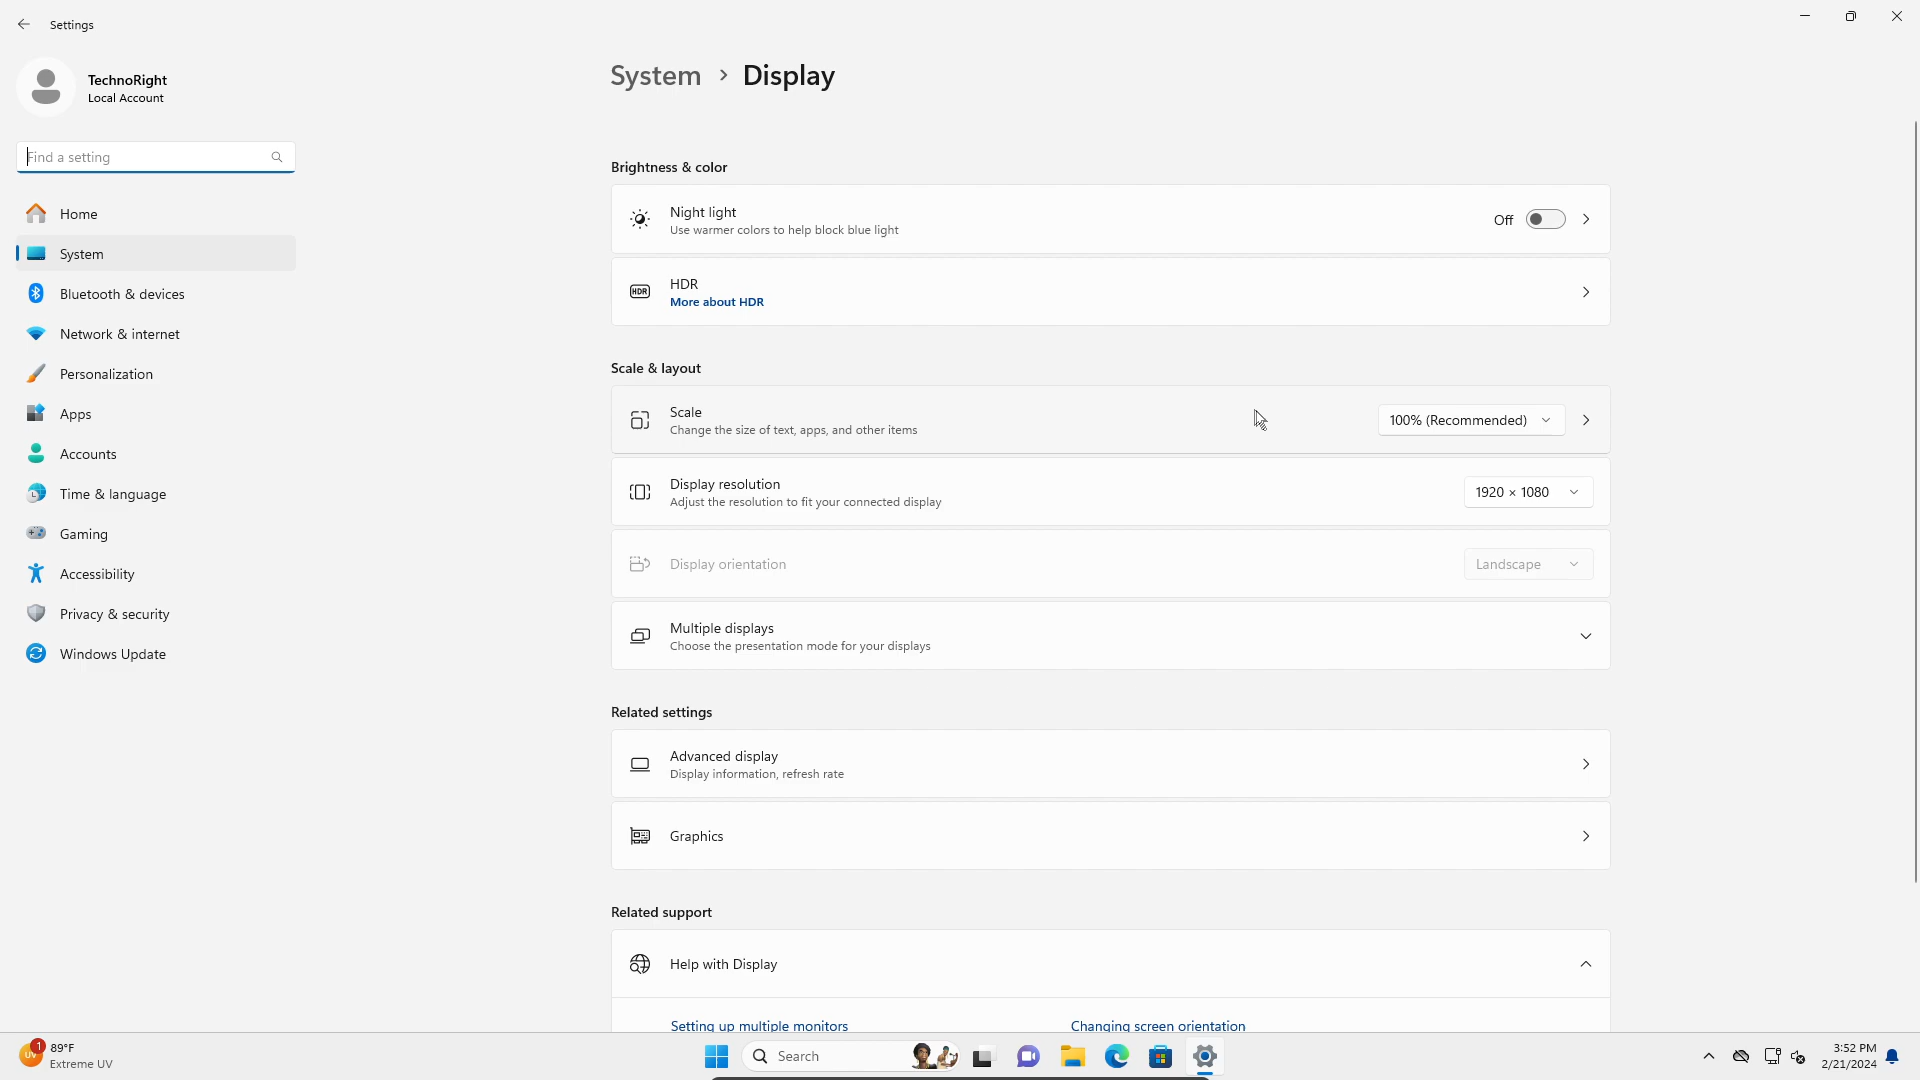 Settings
TechnoRight
Local Account
Find a setting
Home
System
Bluetooth & devices
Network & internet
Personalization
Apps
Accounts
Time & language
Gaming
Accessibility
Privacy & security
Windows Update
System > Display
Brightness & color
Night light
Use warmer colors to help block blue light
Off
HDR
HDR
More about HDR
Scale & layout
Scale
Change the size of text, apps, and other items
100% (Recommended)
Display resolution
Adjust the resolution to fit your connected display
1920 × 1080
Display orientation
Landscape
Multiple displays
Choose the presentation mode for your displays
Related settings
Advanced display
Display information, refresh rate
Graphics
Related support
Help with Display
Setting up multiple monitors
Changing screen orientation
UV
1
89°F
Extreme UV
Search
3:52 PM
2/21/2024